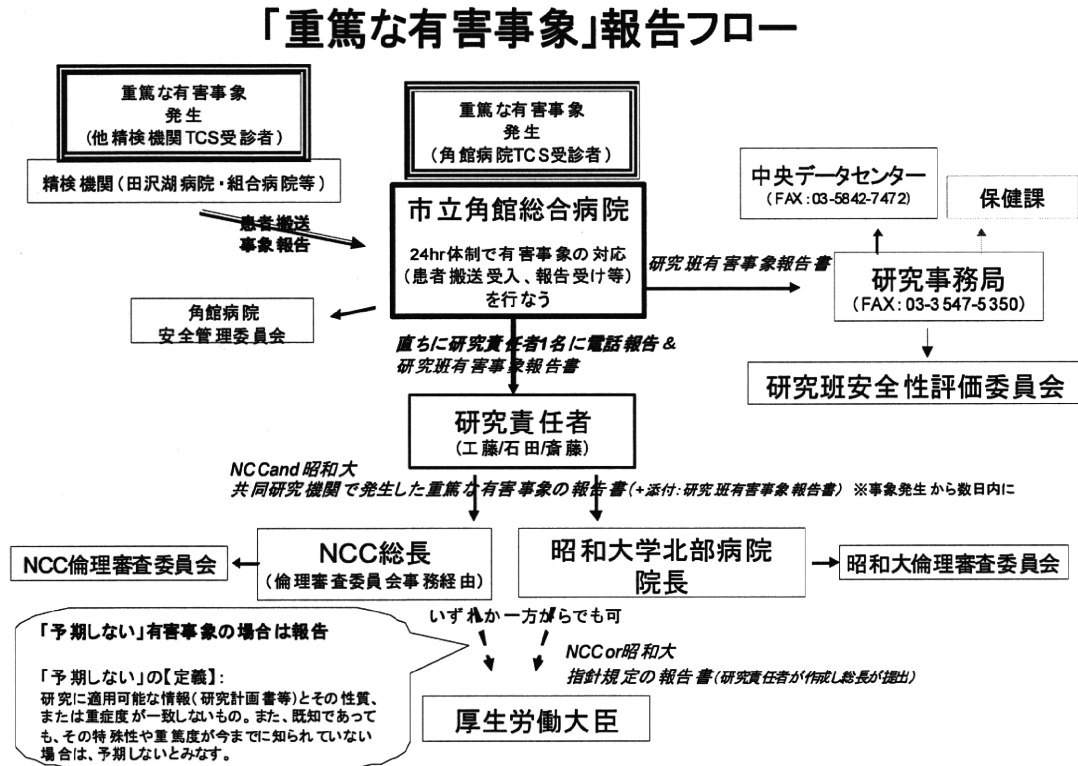 「重篤な有害事象」報告フロー
重篤な有害事象
発生
(他精検機関TCS受診者)
精検機関(田沢湖病院・組合病院等)
患者搬送
事象報告
重篤な有害事象
発生
(角館病院TCS受診者)
市立角館総合病院
24hr体制で有害事象の対応
(患者搬送受入、報告受け等)
を行なう
角館病院
安全管理委員会
研究班有害事象報告書
中央データセンター
(FAX:03-5842-7472)
保健課
研究事務局
(FAX:03-3547-5350)
研究班安全性評価委員会
直ちに研究責任者1名に電話報告 &
研究班有害事象報告書
研究責任者
(工藤/石田/斎藤)
NCCand昭和大
共同研究機関で発生した重篤な有害事象の報告書(+添付:研究班有害事象報告書) ※事象発生から数日内に
NCC倫理審査委員会
NCC総長
(倫理審査委員会事務経由)
昭和大学北部病院
院長
昭和大倫理審査委員会
いずれか一方からでも可
「予期しない」有害事象の場合は報告
「予期しない」の【定義】:
研究に適用可能な情報(研究計画書等)とその性質、
または重症度が一致しないもの。また、既知であって
も、その特殊性や重篤度が今までに知られていない
場合は、予期しないとみなす。
NCCor昭和大
指針規定の報告書(研究責任者が作成し総長が提出)
厚生労働大臣